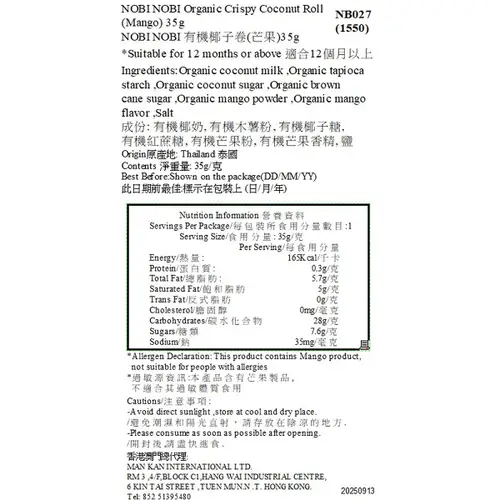 NOBI NOBI Organic Crispy Coconut Roll
(Mango) 35g
NB027
(1550)
NOBI NOBI 有機椰子卷(芒果)35g
*Suitable for 12 months or above 適合12個月以上
Ingredients:Organic coconut milk ,Organic tapioca
starch ,Organic coconut sugar ,Organic brown
cane sugar ,Organic mango powder ,Organic mango
flavor ,Salt
成份: 有機椰奶,有機木薯粉,有機椰子糖,
有機紅蔗糖,有機芒果粉,有機芒果香精,鹽
Origin原產地: Thailand 泰國
Contents 淨重量: 35g/克
Best Before:Shown on the package(DD/MM/YY)
此日期前最佳:標示在包裝上 (日/月/年)
Nutrition Information 營養資料
Servings Per Package/每包裝所食用分量數目:1
Serving Size/食用分量: 35g/克
Per Serving/每食用分量
Energy/熱量: 165Kcal/千卡
Protein/蛋白質: 0.3g/克
Total Fat/總脂肪: 5.7g/克
Saturated Fat/飽和脂肪 5g/克
Trans Fat/反式脂肪 0g/克
Cholesterol/膽固醇 0mg/毫克
Carbohydrates/碳水化合物 28g/克
Sugars/糖類 7.6g/克
Sodium/鈉 35mg/毫克
*Allergen Declaration: This product contains Mango product,
not suitable for people with allergies
*過敏源資訊:本產品含有芒果製品,
不適合其過敏體質食用
Cautions/注意事項:
-Avoid direct sunlight ,store at cool and dry place.
/避免潮濕和陽光直射,請存放在陰涼的地方.
-Please consume as soon as possible after opening.
/開封後,請盡快進食.
香港澳門總代理:
MAN KAN INTERNATIONAL LTD.
RM 3 ,4/F,BLOCK C1,HANG WAI INDUSTRIAL CENTRE,
6 KIN TAI STREET ,TUEN MUN.N .T. HONG KONG.
Tel: 852 51395480
20250913